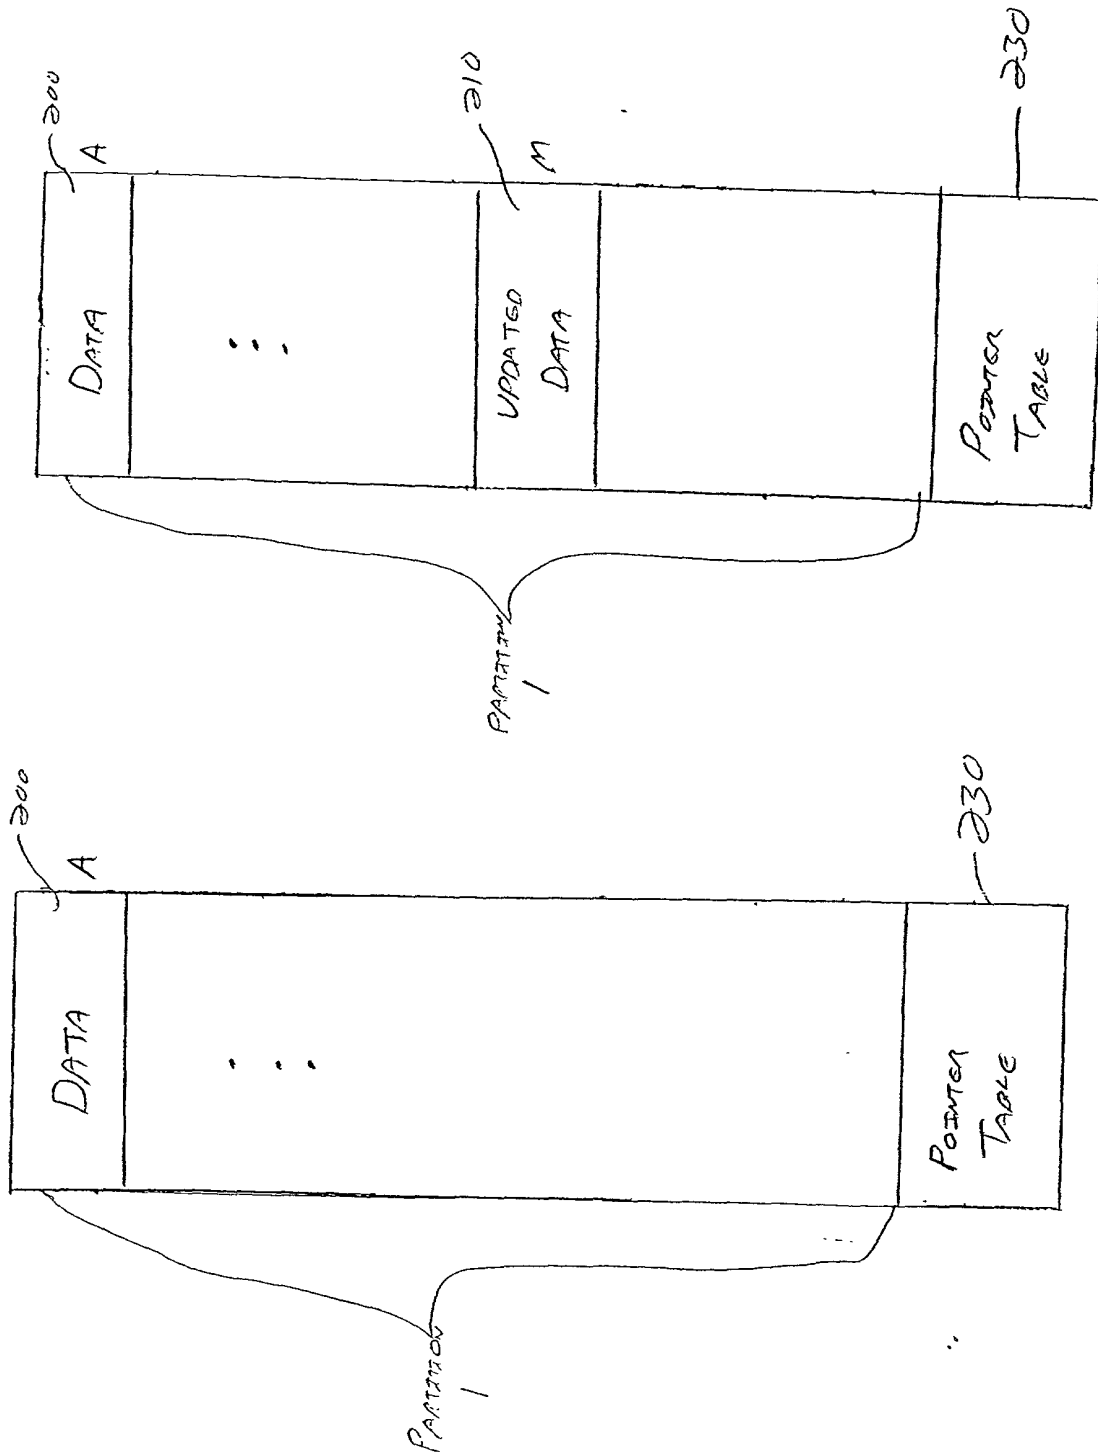 200
A
DATA
...
UPDATED
DATA
210
M
POINTER
TABLE
230
PARTITION
1
200
A
DATA
...
POINTER
TABLE
230
PARTITION
1